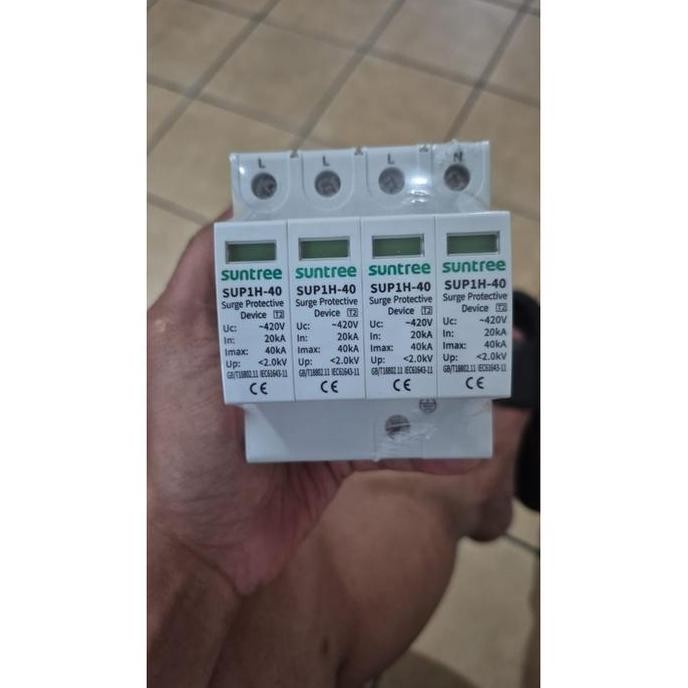 L L L N
suntree
SUP1H-40
Surge Protective
Device T2
Uc: ~420V
In: 20kA
Imax: 40kA
Up: <2.0kV
GB/T18802.11 IEC61643-11
CE
suntree
SUP1H-40
Surge Protective
Device T2
Uc: ~420V
In: 20kA
Imax: 40kA
Up: <2.0kV
GB/T18802.11 IEC61643-11
CE
suntree
SUP1H-40
Surge Protective
Device T2
Uc: ~420V
In: 20kA
Imax: 40kA
Up: <2.0kV
GB/T18802.11 IEC61643-11
CE
suntree
SUP1H-40
Surge Protective
Device T2
Uc: ~420V
In: 20kA
Imax: 40kA
Up: <2.0kV
GB/T18802.11 IEC61643-11
CE